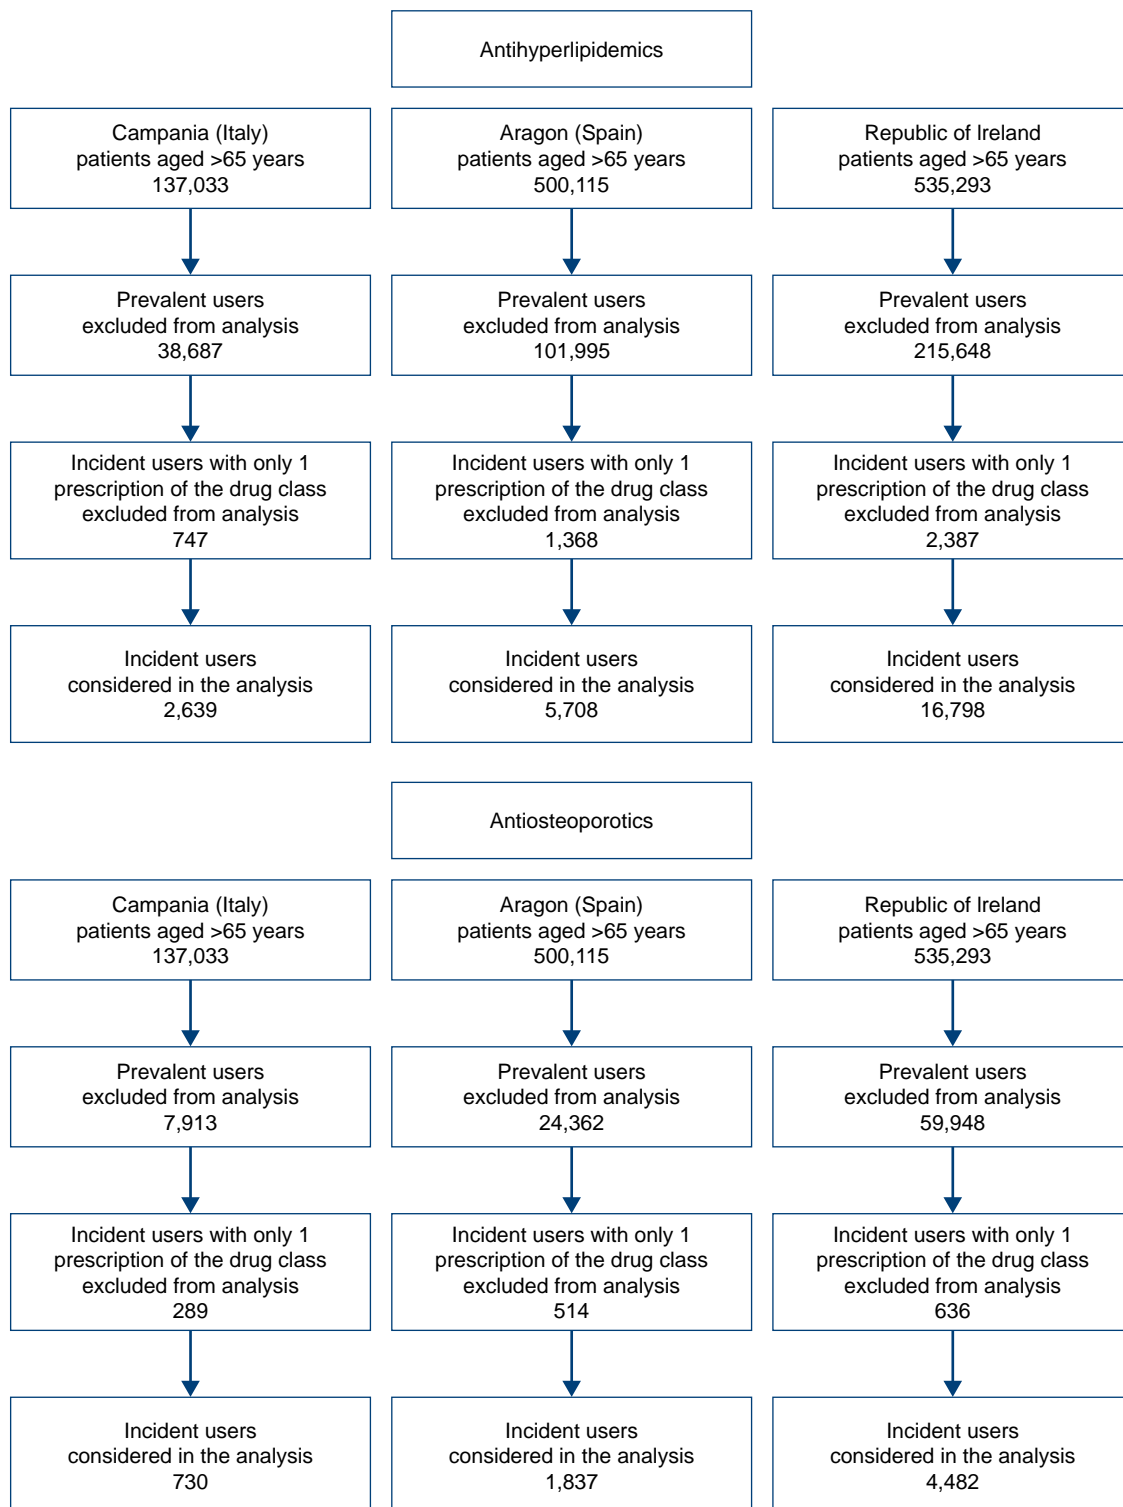 Antihyperlipidemics
Campania (Italy)
patients aged >65 years
137,033
Aragon (Spain)
patients aged >65 years
500,115
Republic of Ireland
patients aged >65 years
535,293
Prevalent users
excluded from analysis
38,687
Prevalent users
excluded from analysis
101,995
Prevalent users
excluded from analysis
215,648
Incident users with only 1
prescription of the drug class
excluded from analysis
747
Incident users with only 1
prescription of the drug class
excluded from analysis
1,368
Incident users with only 1
prescription of the drug class
excluded from analysis
2,387
Incident users
considered in the analysis
2,639
Incident users
considered in the analysis
5,708
Incident users
considered in the analysis
16,798
Antiosteoporotics
Campania (Italy)
patients aged >65 years
137,033
Aragon (Spain)
patients aged >65 years
500,115
Republic of Ireland
patients aged >65 years
535,293
Prevalent users
excluded from analysis
7,913
Prevalent users
excluded from analysis
24,362
Prevalent users
excluded from analysis
59,948
Incident users with only 1
prescription of the drug class
excluded from analysis
289
Incident users with only 1
prescription of the drug class
excluded from analysis
514
Incident users with only 1
prescription of the drug class
excluded from analysis
636
Incident users
considered in the analysis
730
Incident users
considered in the analysis
1,837
Incident users
considered in the analysis
4,482